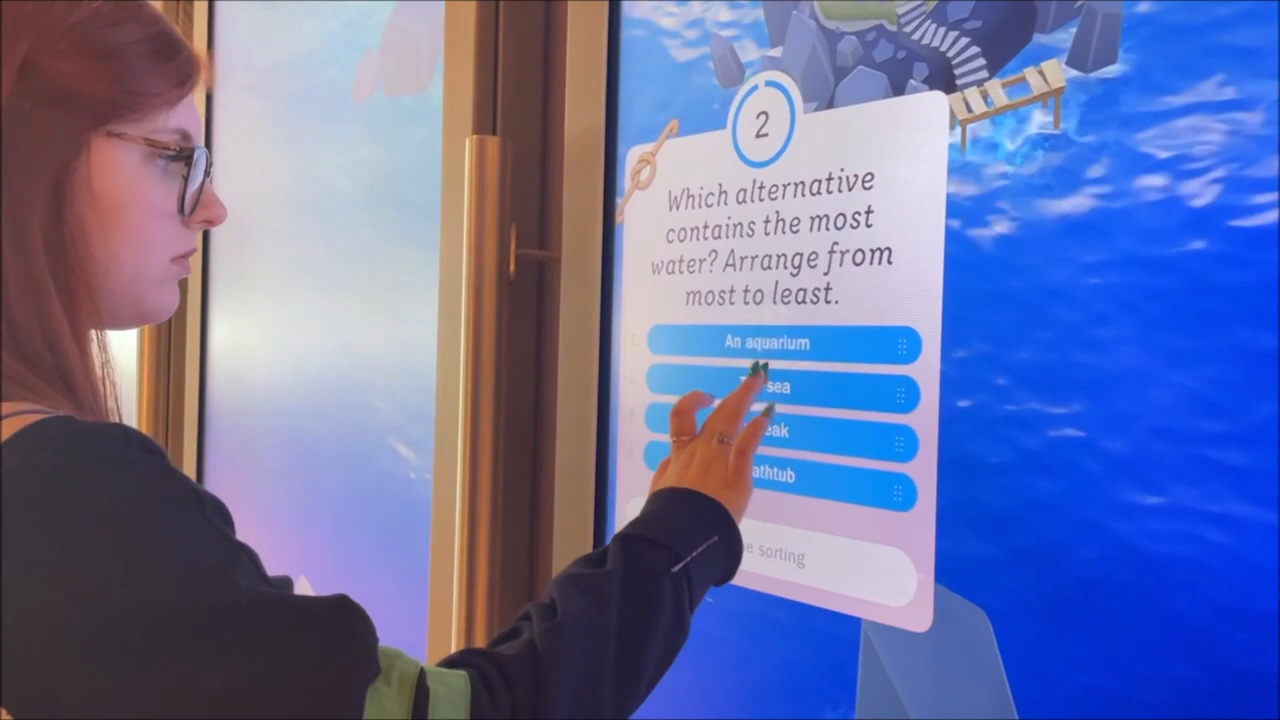 2
Which alternative
contains the most
water? Arrange from
most to least.
An aquarium
sea
eak
athtub
sorting